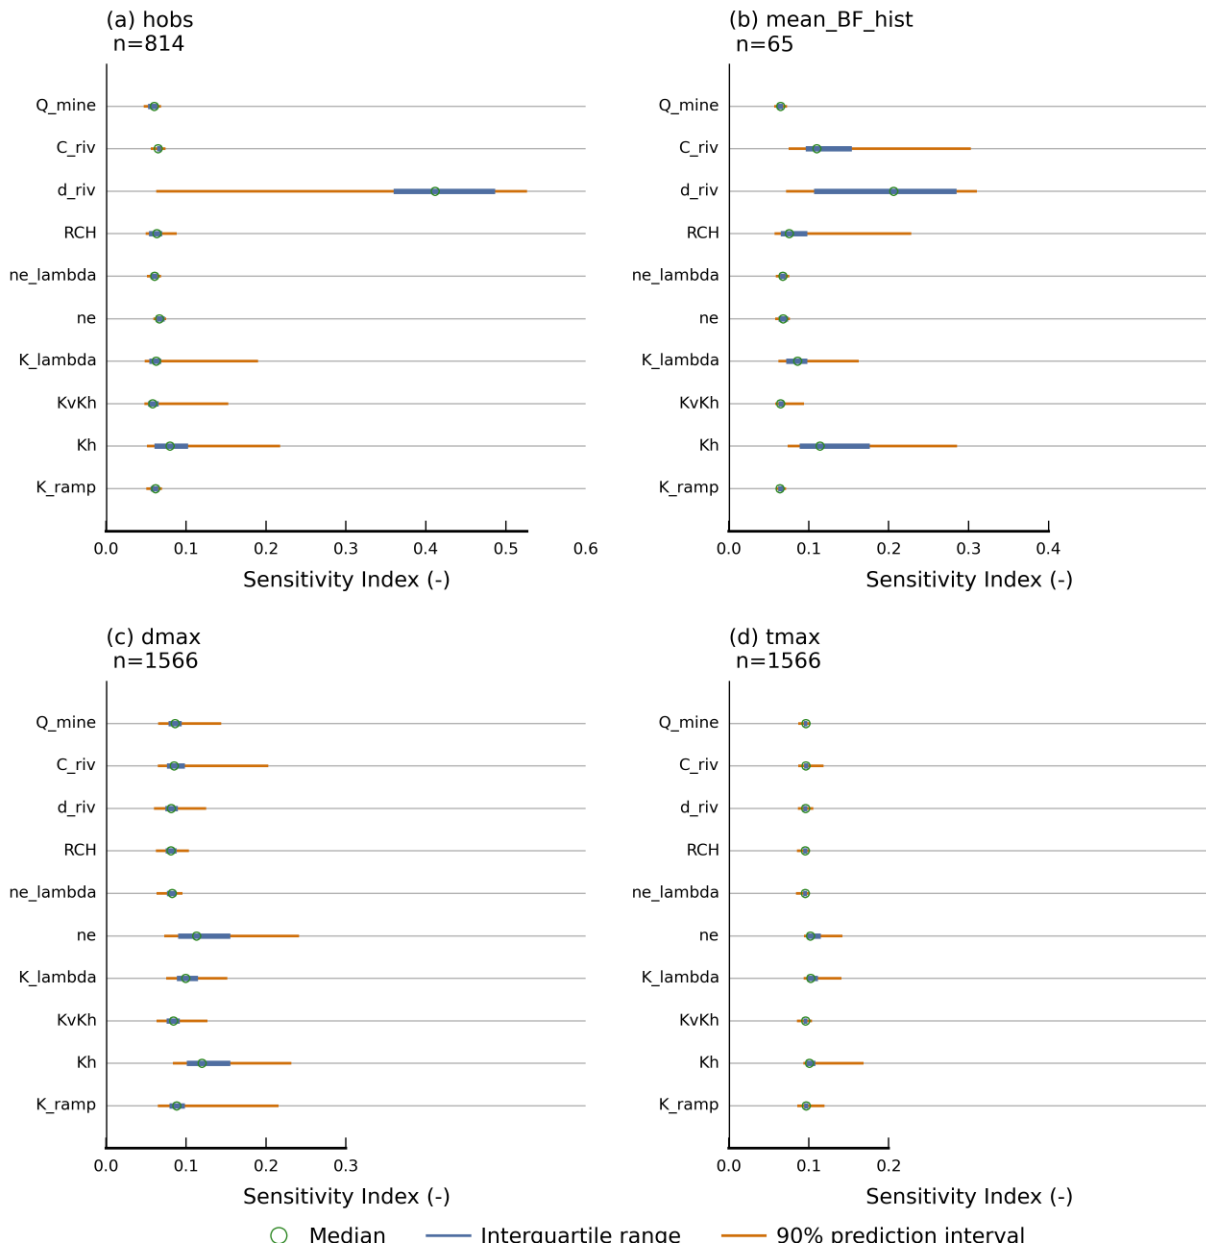 (a) hobs
n=814
Q_mine
C_riv
d_riv
RCH
ne_lambda
ne
K_lambda
KvKh
Kh
K_ramp
0.0 0.1 0.2 0.3 0.4 0.5 0.6
Sensitivity Index (-)
(b) mean_BF_hist
n=65
Q_mine
C_riv
d_riv
RCH
ne_lambda
ne
K_lambda
KvKh
Kh
K_ramp
0.0 0.1 0.2 0.3 0.4
Sensitivity Index (-)
(c) dmax
n=1566
Q_mine
C_riv
d_riv
RCH
ne_lambda
ne
K_lambda
KvKh
Kh
K_ramp
0.0 0.1 0.2 0.3
Sensitivity Index (-)
(d) tmax
n=1566
Q_mine
C_riv
d_riv
RCH
ne_lambda
ne
K_lambda
KvKh
Kh
K_ramp
0.0 0.1 0.2
Sensitivity Index (-)
Median Interquartile range 90% prediction interval